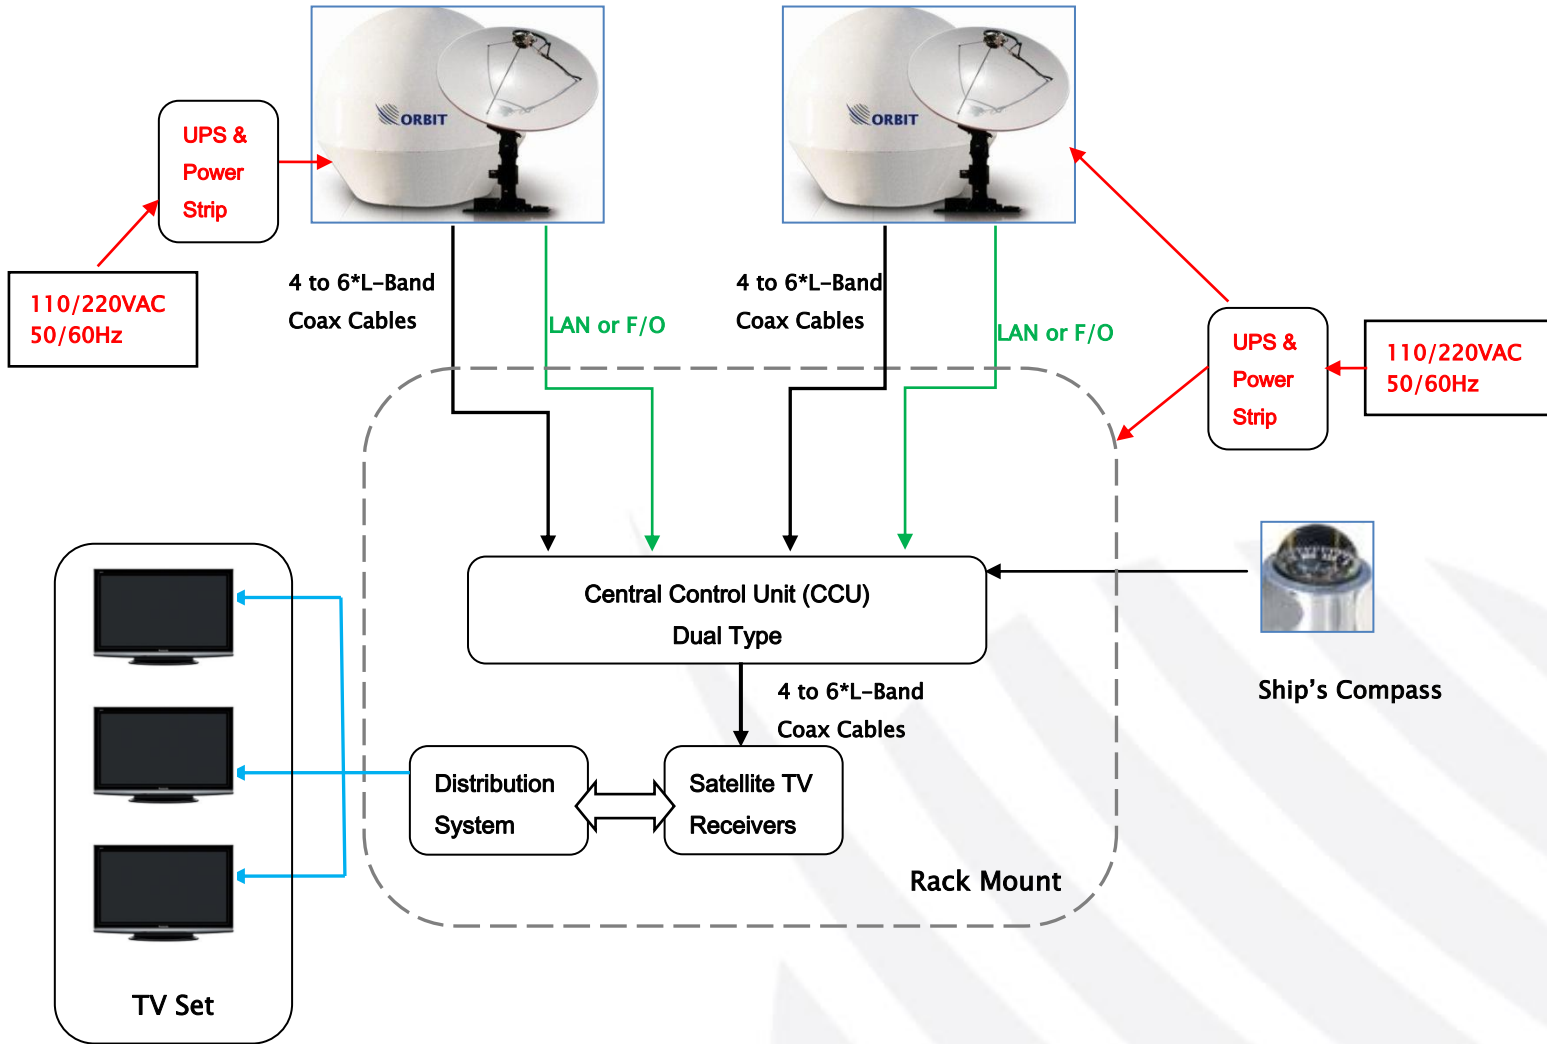 ORBIT
ORBIT
UPS &
Power
Strip
110/220VAC
50/60Hz
4 to 6*L-Band
Coax Cables
LAN or F/O
4 to 6*L-Band
Coax Cables
LAN or F/O
UPS &
Power
Strip
110/220VAC
50/60Hz
Central Control Unit (CCU)
Dual Type
4 to 6*L-Band
Coax Cables
Ship's Compass
Distribution
System
Satellite TV
Receivers
Rack Mount
TV Set